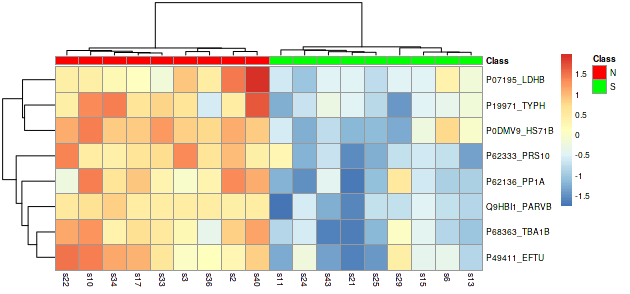 Class
Class
N
S
P07195_LDHB
P19971_TYPH
P0DMV9_HS71B
P62333_PRS10
P62136_PP1A
Q9HBI1_PARVB
P68363_TBA1B
P49411_EFTU
1.5
1
0.5
0
-0.5
-1
-1.5
s22 s10 s34 s17 s33 s3 s36 s2 s40 s11 s24 s43 s21 s25 s29 s15 s6 s13